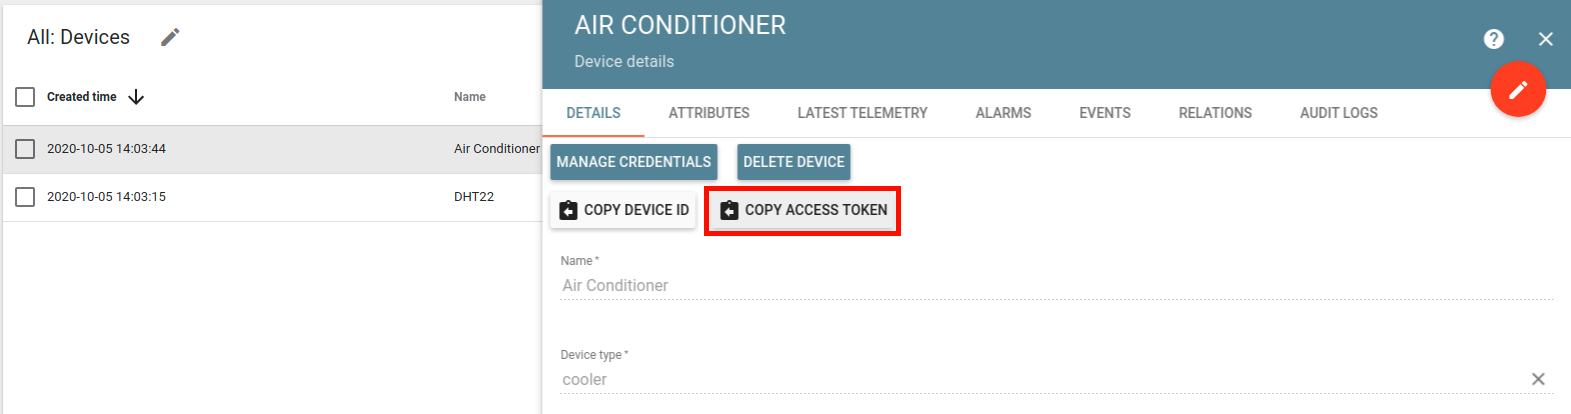 All: Devices
Created time
Name
2020-10-05 14:03:44
Air Conditioner
2020-10-05 14:03:15
DHT22
AIR CONDITIONER
Device details
?
DETAILS
ATTRIBUTES
LATEST TELEMETRY
ALARMS
EVENTS
RELATIONS
AUDIT LOGS
MANAGE CREDENTIALS
DELETE DEVICE
COPY DEVICE ID
COPY ACCESS TOKEN
Name *
Air Conditioner
Device type *
cooler